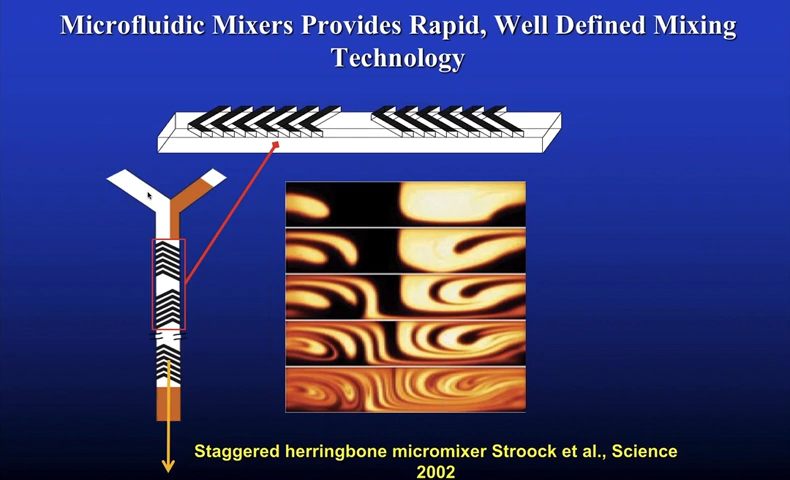 Microfluidic Mixers Provides Rapid, Well Defined Mixing
Technology
Staggered herringbone micromixer Stroock et al., Science
2002